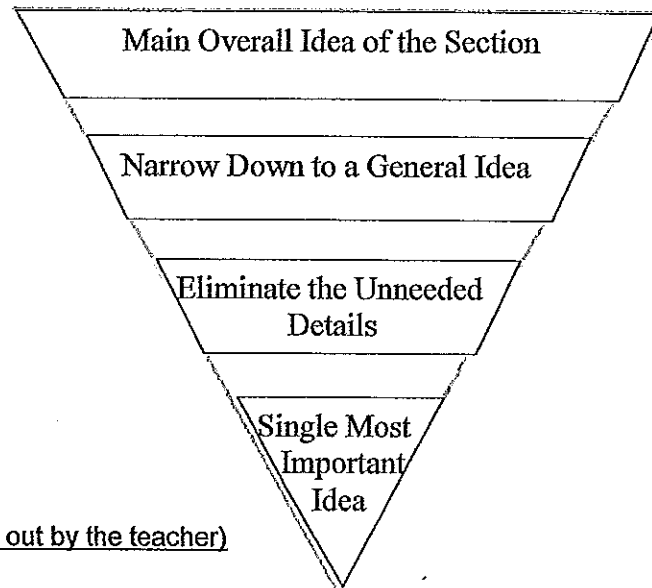 Main Overall Idea of the Section
Narrow Down to a General Idea
Eliminate the Unneeded
Details
Single Most
Important
Idea
out by the teacher)